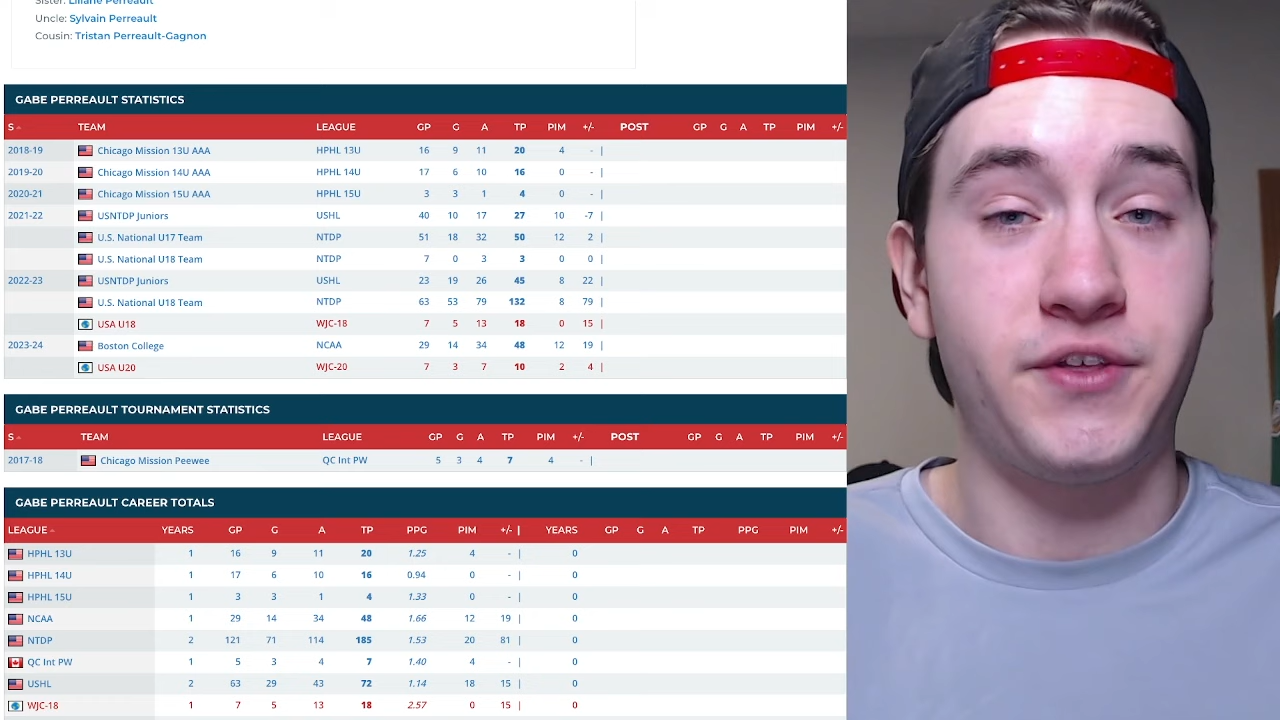 Sister: Liliane Perreault
Uncle: Sylvain Perreault
Cousin: Tristan Perreault-Gagnon
GABE PERREAULT STATISTICS
S TEAM LEAGUE GP G A TP PIM +/- POST GP G A TP PIM +/-
2018-19 Chicago Mission 13U AAA HPHL 13U 16 9 11 20 4 - |
2019-20 Chicago Mission 14U AAA HPHL 14U 17 6 10 16 0 - |
2020-21 Chicago Mission 15U AAA HPHL 15U 3 3 1 4 0 - |
2021-22 USNTDP Juniors USHL 40 10 17 27 10 -7 |
U.S. National U17 Team NTDP 51 18 32 50 12 2 |
U.S. National U18 Team NTDP 7 0 3 3 0 0 |
2022-23 USNTDP Juniors USHL 23 19 26 45 8 22 |
U.S. National U18 Team NTDP 63 53 79 132 8 79 |
USA U18 WJC-18 7 5 13 18 0 15 |
2023-24 Boston College NCAA 29 14 34 48 12 19 |
USA U20 WJC-20 7 3 7 10 2 4 |
GABE PERREAULT TOURNAMENT STATISTICS
S TEAM LEAGUE GP G A TP PIM +/- POST GP G A TP PIM +/-
2017-18 Chicago Mission Peewee QC Int PW 5 3 4 7 4 - |
GABE PERREAULT CAREER TOTALS
LEAGUE YEARS GP G A TP PPG PIM +/- | YEARS GP G A TP PPG PIM +/-
HPHL 13U 1 16 9 11 20 1.25 4 - | 0
HPHL 14U 1 17 6 10 16 0.94 0 - | 0
HPHL 15U 1 3 3 1 4 1.33 0 - | 0
NCAA 1 29 14 34 48 1.66 12 19 | 0
NTDP 2 121 71 114 185 1.53 20 81 | 0
QC Int PW 1 5 3 4 7 1.40 4 - | 0
USHL 2 63 29 43 72 1.14 18 15 | 0
WJC-18 1 7 5 13 18 2.57 0 15 | 0